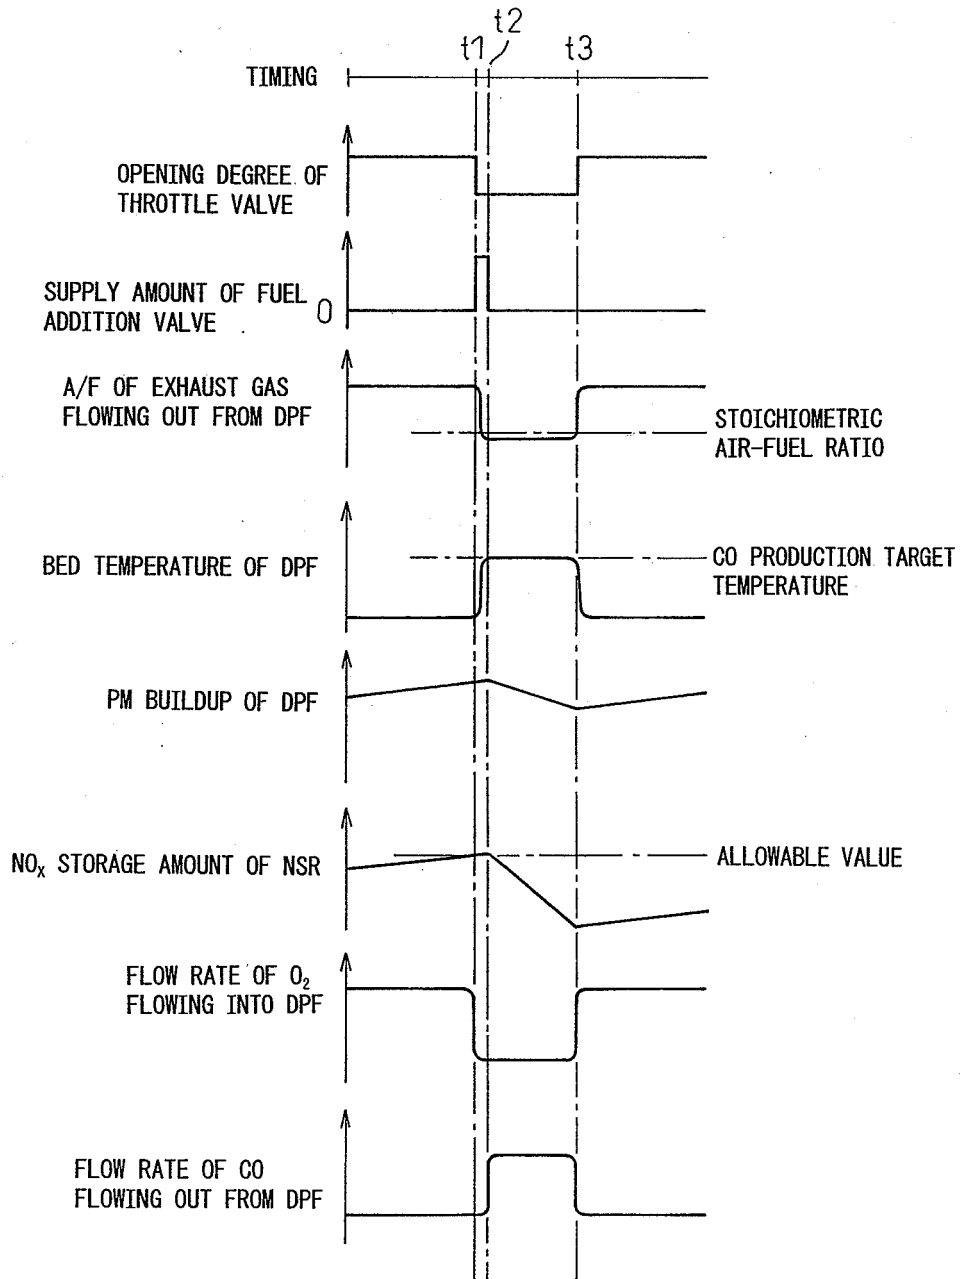 t2
t1
t3
TIMING
OPENING DEGREE OF
THROTTLE VALVE
SUPPLY AMOUNT OF FUEL
ADDITION VALVE
0
A/F OF EXHAUST GAS
FLOWING OUT FROM DPF
STOICHIOMETRIC
AIR-FUEL RATIO
BED TEMPERATURE OF DPF
CO PRODUCTION TARGET
TEMPERATURE
PM BUILDUP OF DPF
NOx STORAGE AMOUNT OF NSR
ALLOWABLE VALUE
FLOW RATE OF O2
FLOWING INTO DPF
FLOW RATE OF CO
FLOWING OUT FROM DPF